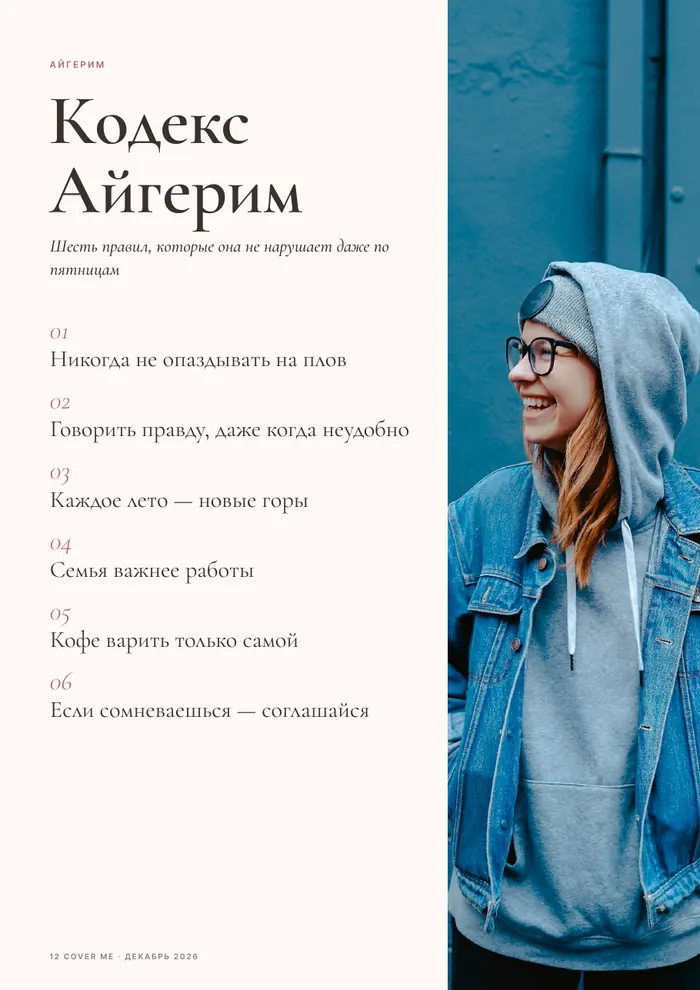 АЙГЕРИМ
Кодекс
Айгерим
Шесть правил, которые она не нарушает даже по
пятницам
01
Никогда не опаздывать на плов
02
Говорить правду, даже когда неудобно
03
Каждое лето — новые горы
04
Семья важнее работы
05
Кофе варить только самой
06
Если сомневаешься — соглашайся
12 COVER ME · ДЕКАБРЬ 2026